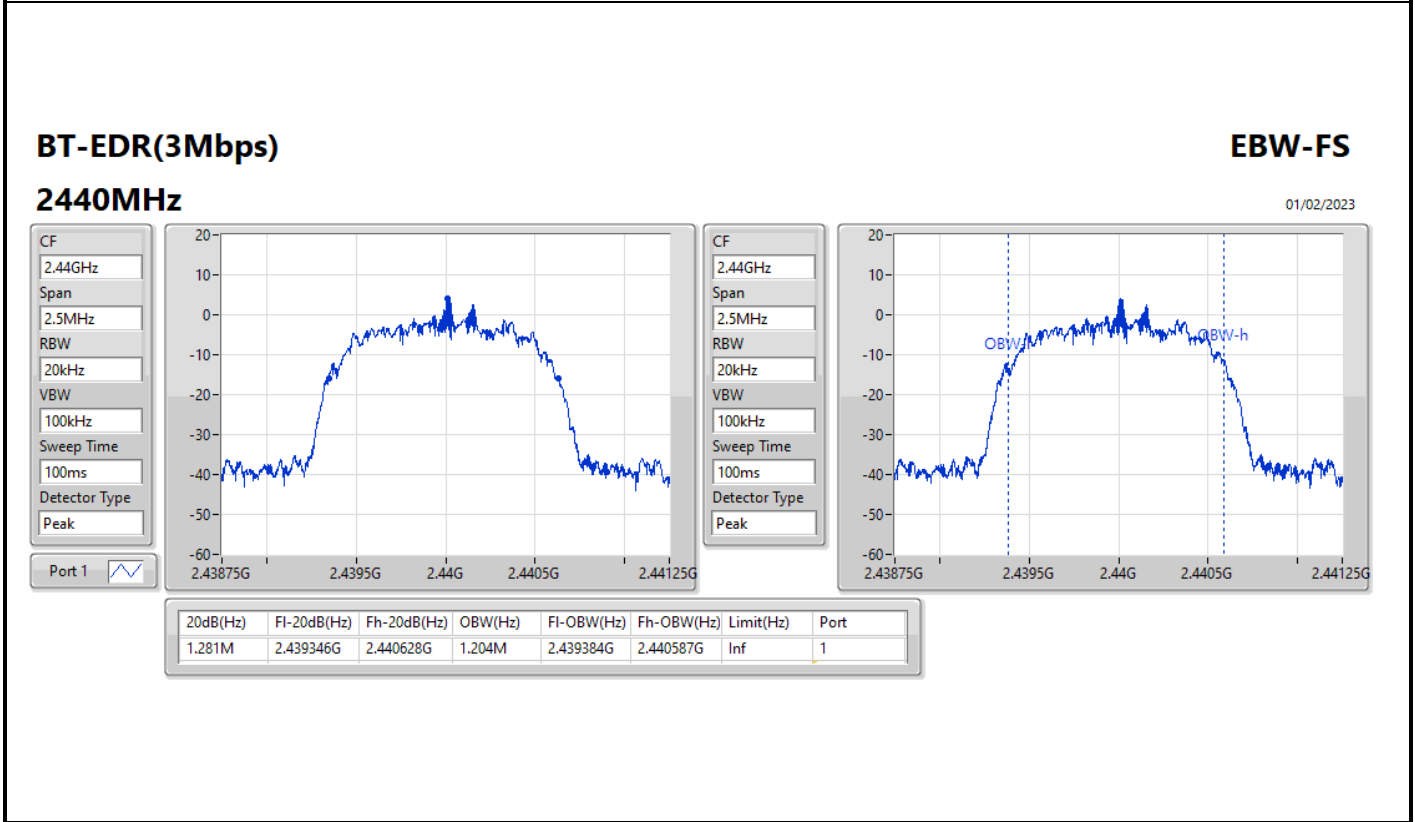 BT-EDR(3Mbps)
EBW-FS
2440MHz
01/02/2023
CF
2.44GHz
Span
2.5MHz
RBW
20kHz
VBW
100kHz
Sweep Time
100ms
Detector Type
Peak
Port 1
20
10
0
-10
-20
-30
-40
-50
-60
2.43875G 2.4395G 2.44G 2.4405G 2.44125G
CF
2.44GHz
Span
2.5MHz
RBW
20kHz
VBW
100kHz
Sweep Time
100ms
Detector Type
Peak
20
10
0
-10
-20
-30
-40
-50
-60
OBW-h
2.43875G 2.4395G 2.44G 2.4405G 2.44125G
20dB(Hz) Fl-20dB(Hz) Fh-20dB(Hz) OBW(Hz) Fl-OBW(Hz) Fh-OBW(Hz) Limit(Hz) Port
1.281M 2.439346G 2.440628G 1.204M 2.439384G 2.440587G Inf 1